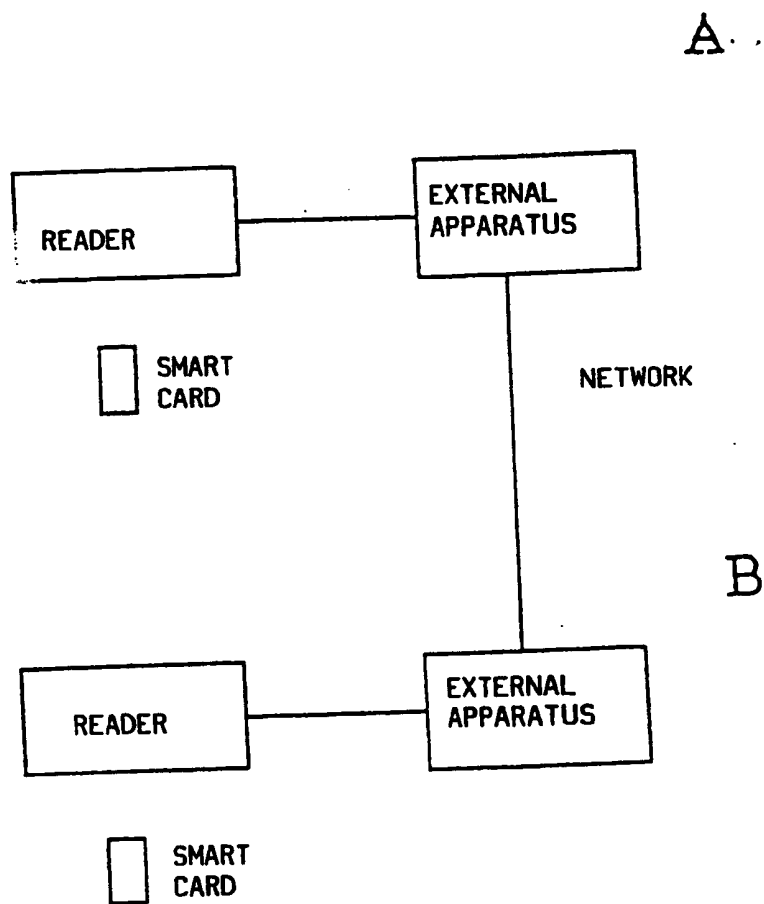 A
READER
EXTERNAL
APPARATUS
SMART
CARD
NETWORK
B
READER
EXTERNAL
APPARATUS
SMART
CARD